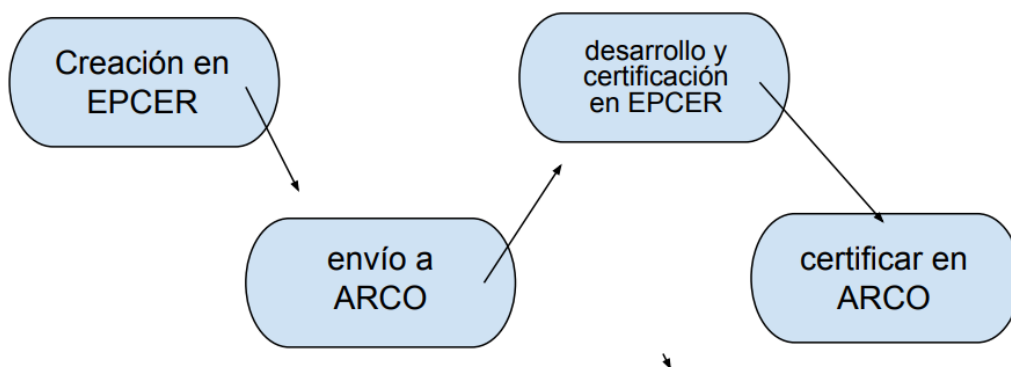 Creación en
EPCER
envío a
ARCO
desarrollo y
certificación
en EPCER
certificar en
ARCO